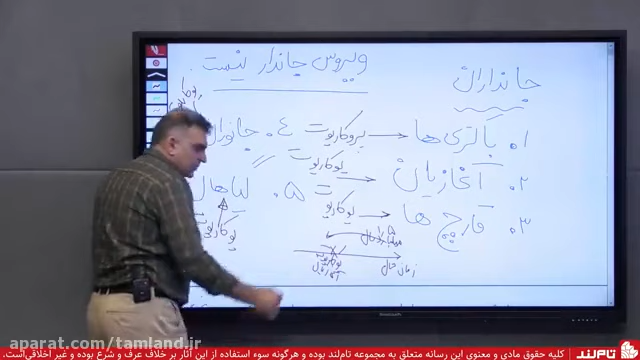 ویروس جاندار نیست
جانداران
۱. باکتری ها → پروکاریوت
۲. آغازیان → یوکاریوت
۳. قارچ ها → یوکاریوت
۴. جانوران
یوکاریوت
۵. گیاهان
یوکاریوت
زمان حال
aparat.com/tamland.ir
کلیه حقوق مادی و معنوی این رسانه متعلق به مجموعه تاملند بوده و هرگونه سوء استفاده از این آثار بر خلاف عرف و شرع بوده و غیر اخلاقی‌است.
تاملند